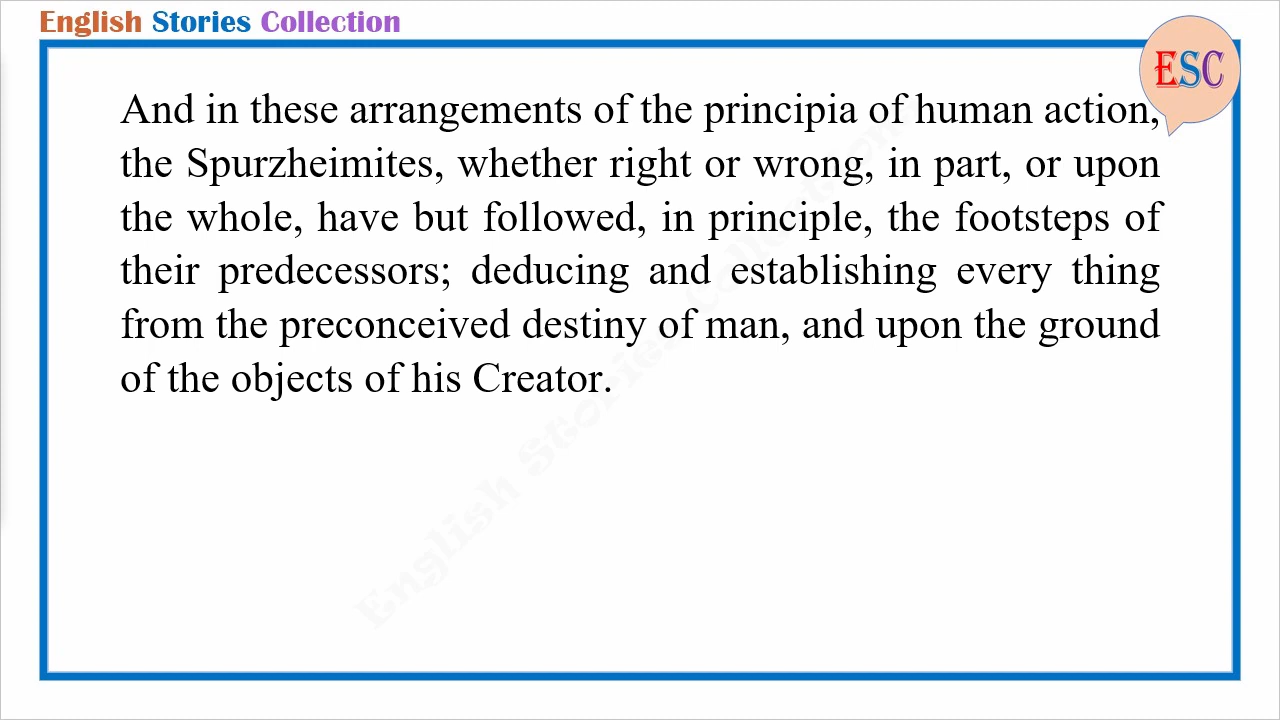 English Stories Collection
ESC
And in these arrangements of the principia of human action,
the Spurzheimites, whether right or wrong, in part, or upon
the whole, have but followed, in principle, the footsteps of
their predecessors; deducing and establishing every thing
from the preconceived destiny of man, and upon the ground
of the objects of his Creator.
English Stories Collection